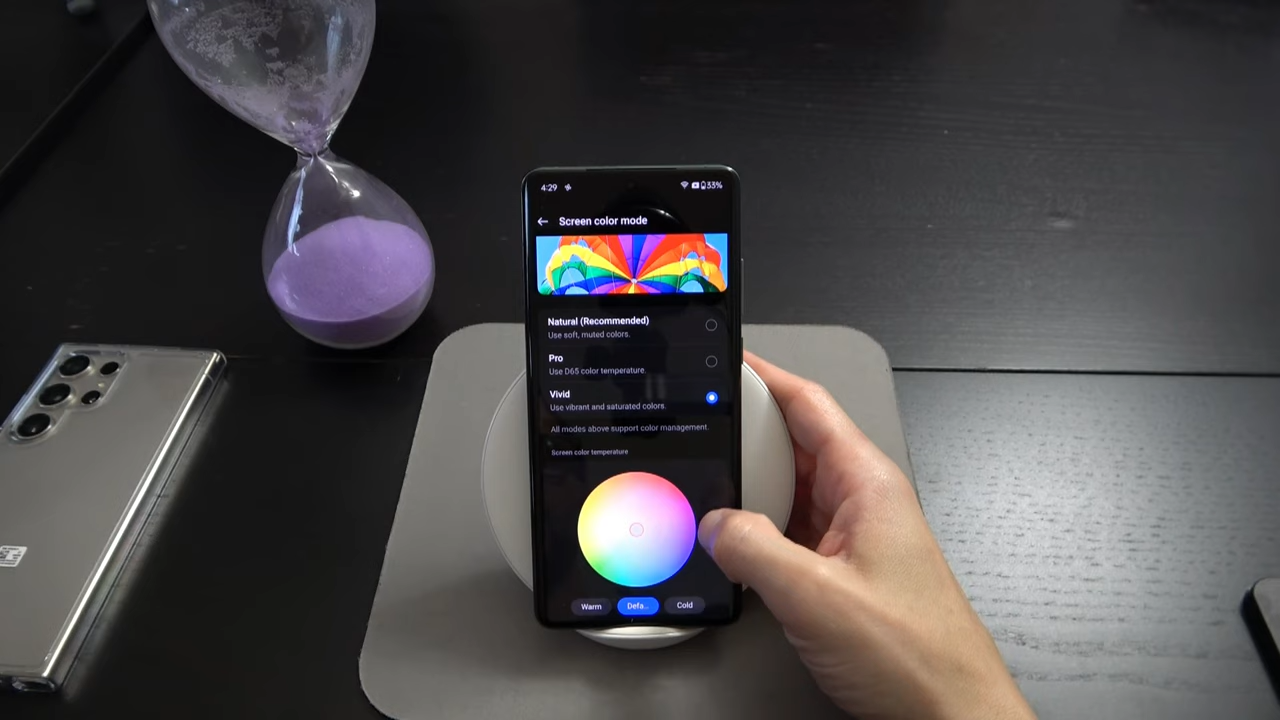 4:29 33%
Screen color mode
Natural (Recommended)
Use soft, muted colors.
Pro
Use D65 color temperature.
Vivid
Use vibrant and saturated colors.
All modes above support color management.
Screen color temperature
Warm Defa... Cold